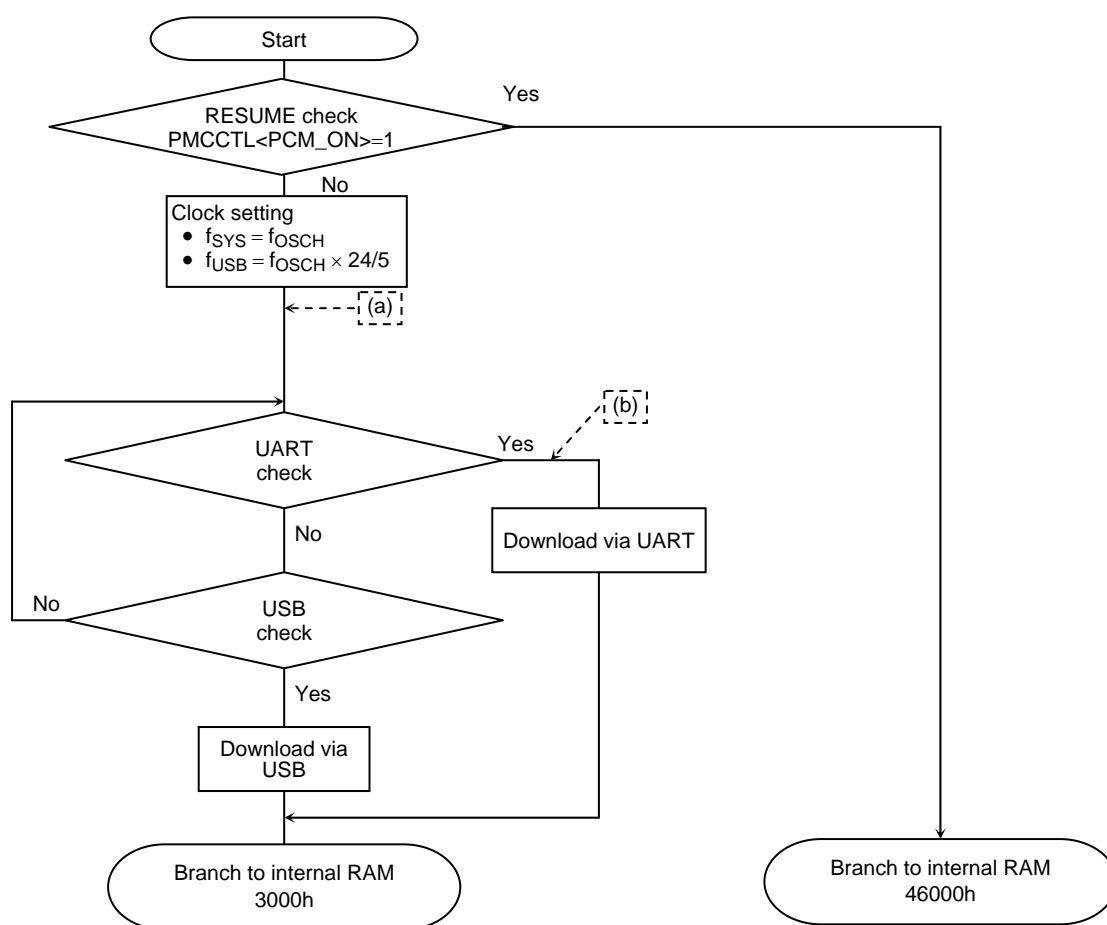 Start
Yes
RESUME check
PMCCTL<PCM_ON>=1
No
Clock setting
• fSYS = fOSCH
• fUSB = fOSCH × 24/5
(a)
(b)
Yes
UART
check
No
Download via UART
No
USB
check
Yes
Download via
USB
Branch to internal RAM
3000h
Branch to internal RAM
46000h